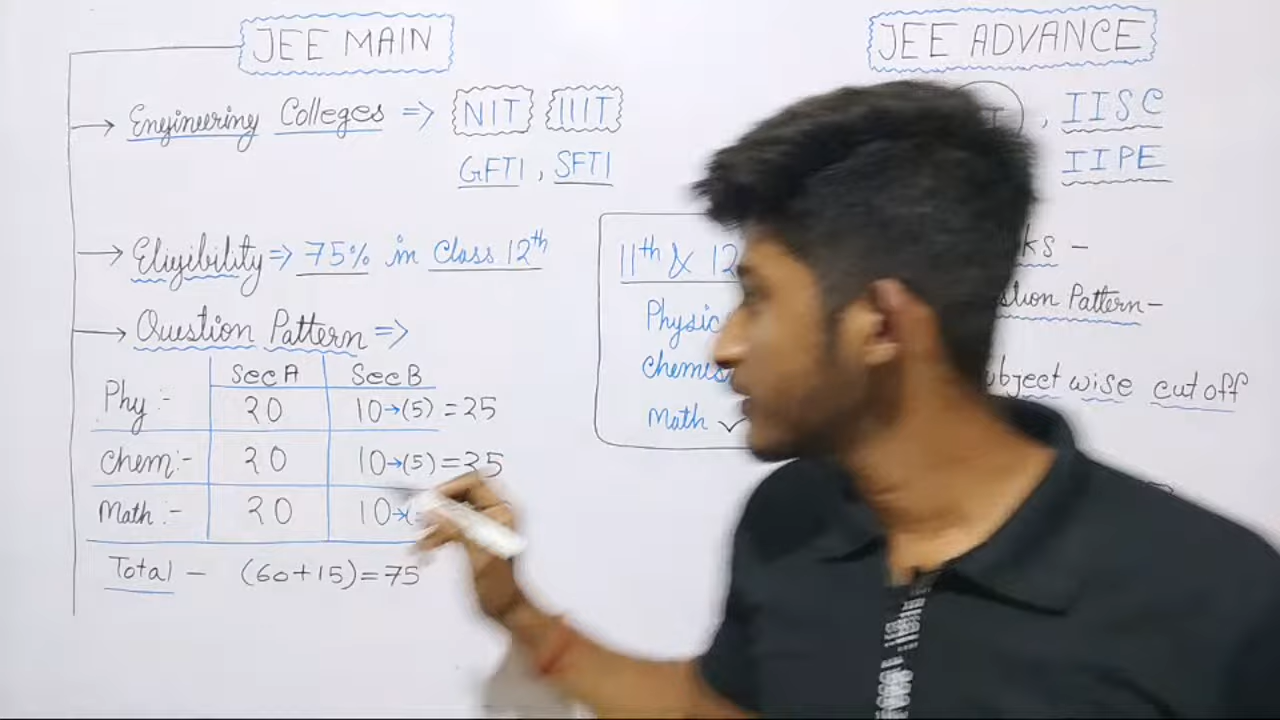 JEE MAIN
Engineering Colleges => NIT IIIT
GFTI, SFTI
Eligibility => 75% in Class 12th
Question Pattern =>
Sec A Sec B
Phy :- 20 10→(5) = 25
Chem:- 20 10→(5) = 25
Math :- 20 10→(
Total - (60+15)=75
11th & 12
Physic
Chemis
Math ✓
JEE ADVANCE
, IISC
IIPE
ks -
stion Pattern-
ubject wise cut off